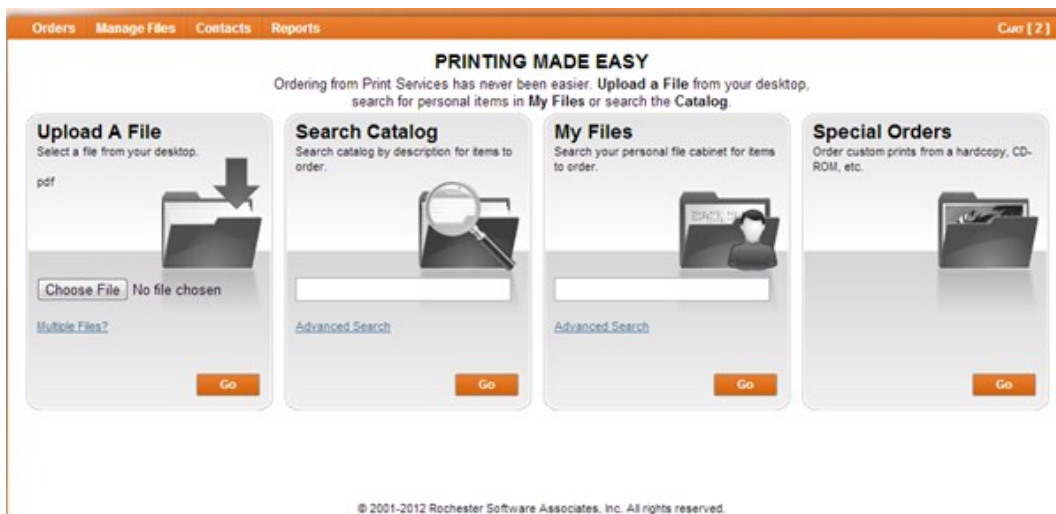 Orders Manage Files Contacts Reports CART [ 2 ]
PRINTING MADE EASY
Ordering from Print Services has never been easier. Upload a File from your desktop,
search for personal items in My Files or search the Catalog.
Upload A File
Select a file from your desktop.
pdf
Choose File No file chosen
Multiple Files?
Go
Search Catalog
Search catalog by description for items to
order.
Advanced Search
Go
My Files
Search your personal file cabinet for items
to order.
Advanced Search
Go
Special Orders
Order custom prints from a hardcopy, CD-
ROM, etc.
Go
© 2001-2012 Rochester Software Associates, Inc. All rights reserved.